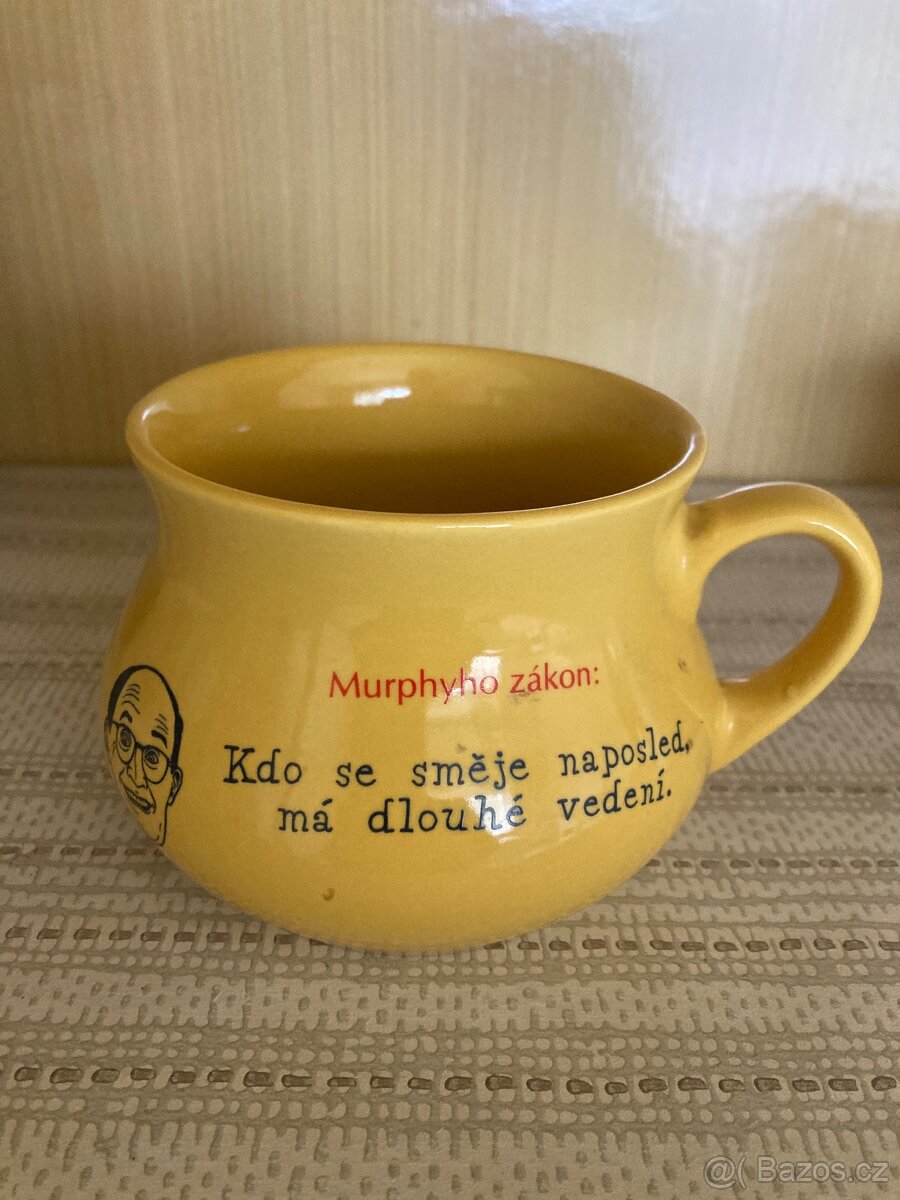 Murphyho zákon:
Kdo se směje naposled,
má dlouhé vedení.
@( Bazos.cz